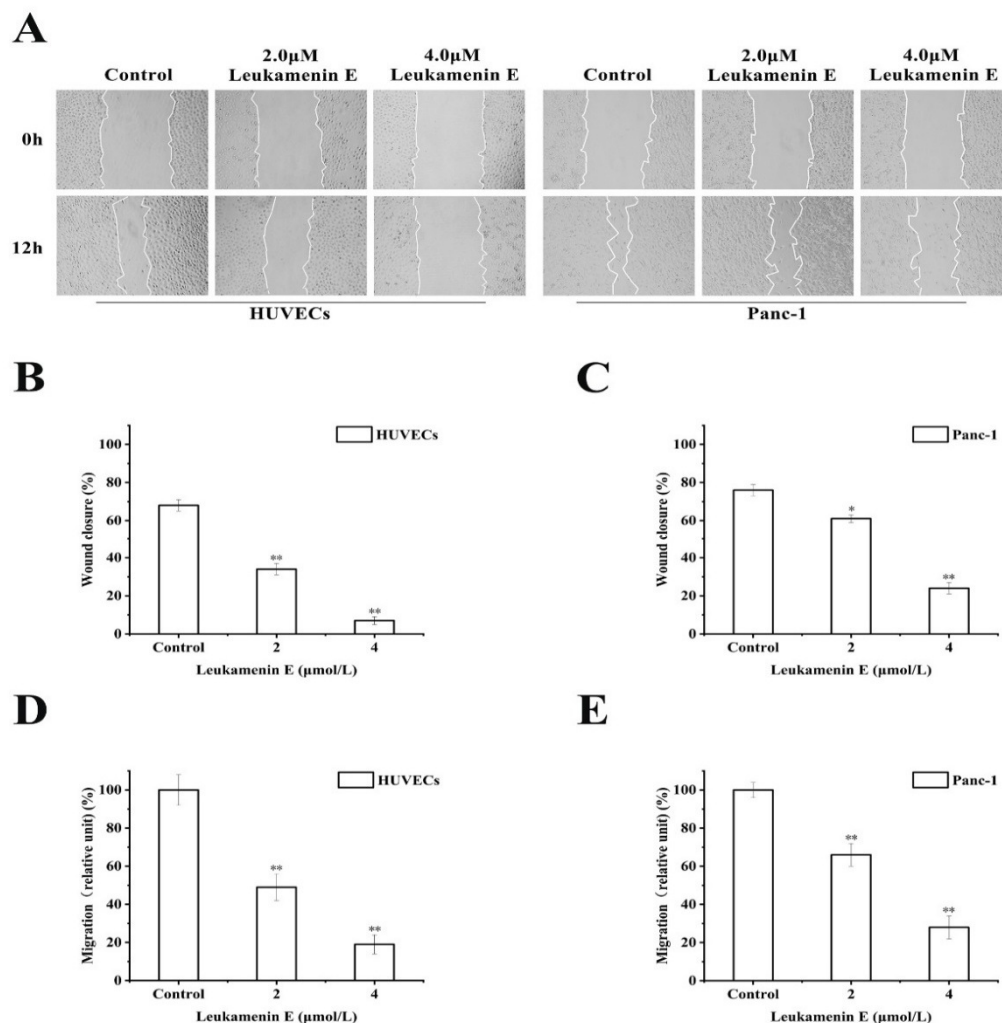 A
Control
2.0μM
Leukamenin E
4.0μM
Leukamenin E
Control
2.0μM
Leukamenin E
4.0μM
Leukamenin E
0h
12h
HUVECs
Panc-1
B
HUVECs
Wound closure (%)
100
80
60
40
20
0
**
**
Control
2
4
Leukamenin E (μmol/L)
C
Panc-1
Wound closure (%)
100
80
60
40
20
0
*
**
Control
2
4
Leukamenin E (μmol/L)
D
HUVECs
Migration (relative unit) (%)
100
80
60
40
20
0
**
**
Control
2
4
Leukamenin E (μmol/L)
E
Panc-1
Migration (relative unit) (%)
100
80
60
40
20
0
**
**
Control
2
4
Leukamenin E (μmol/L)